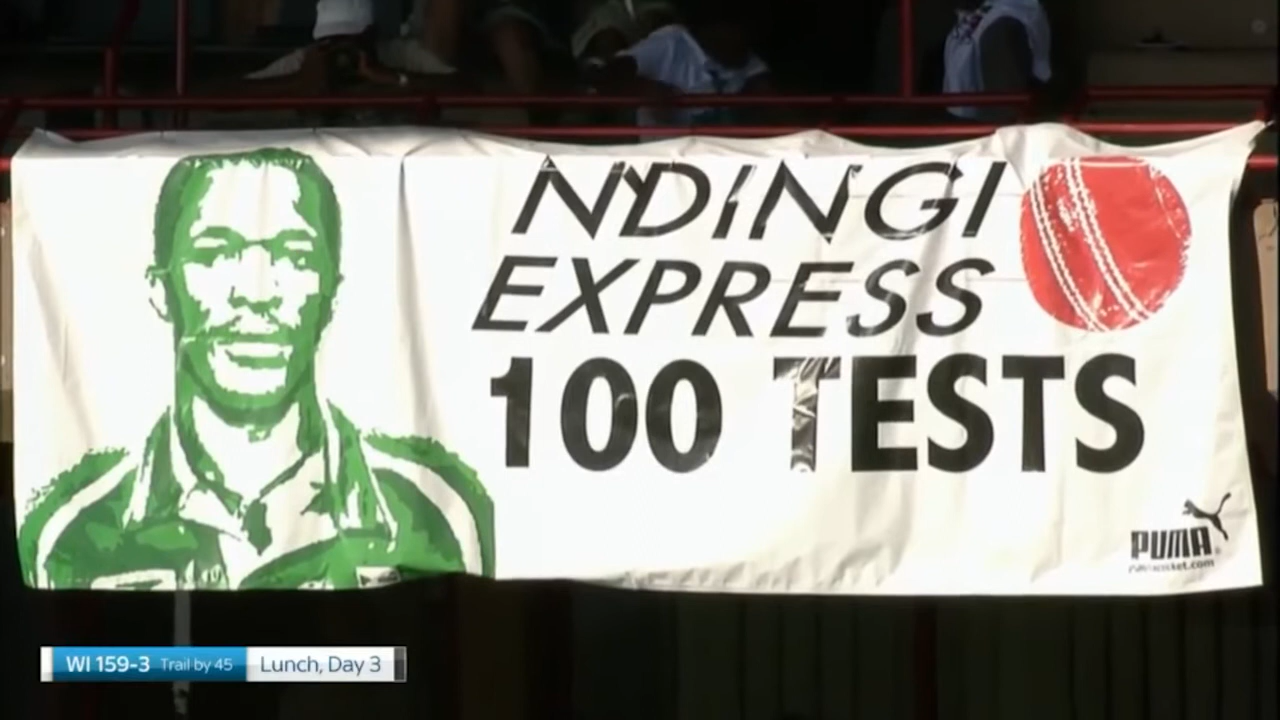 NDINGI
EXPRESS
100 TESTS
PUMA
WI 159-3 Trail by 45 Lunch, Day 3